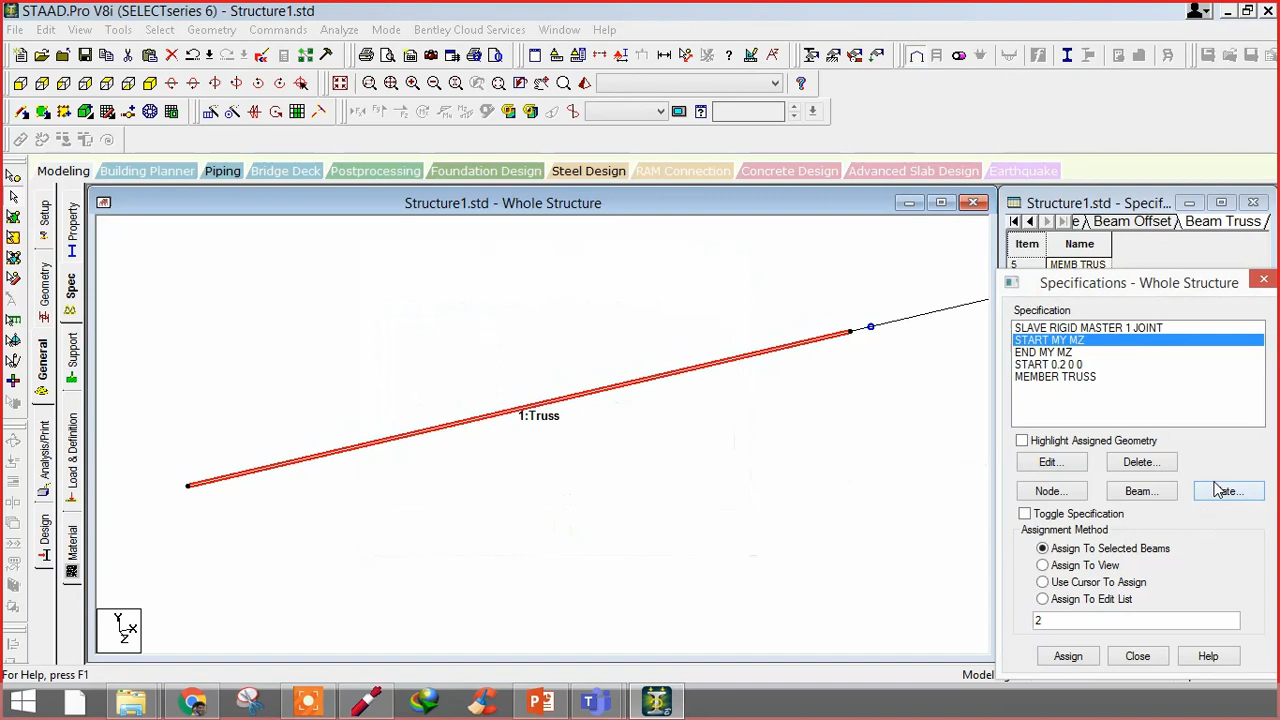 STAAD.Pro V8i (SELECTseries 6) - Structure1.std
File Edit View Tools Select Geometry Commands Analyze Mode Bentley Cloud Services Window Help
Modeling Building Planner Piping Bridge Deck Postprocessing Foundation Design Steel Design RAM Connection Concrete Design Advanced Slab Design Earthquake
Setup
Geometry
General
Analysis/Print
Design
Property
Spec
Support
Load & Definition
Material
Structure1.std - Whole Structure
1:Truss
Y
X
Z
Structure1.std - Specif...
e Beam Offset Beam Truss
Item Name
5 MEMB TRUS
Specifications - Whole Structure
Specification
SLAVE RIGID MASTER 1 JOINT
START MY MZ
END MY MZ
START 0.2 0 0
MEMBER TRUSS
Highlight Assigned Geometry
Edit... Delete...
Node... Beam...
Toggle Specification
Assignment Method
Assign To Selected Beams
Assign To View
Use Cursor To Assign
Assign To Edit List
2
Assign Close Help
For Help, press F1